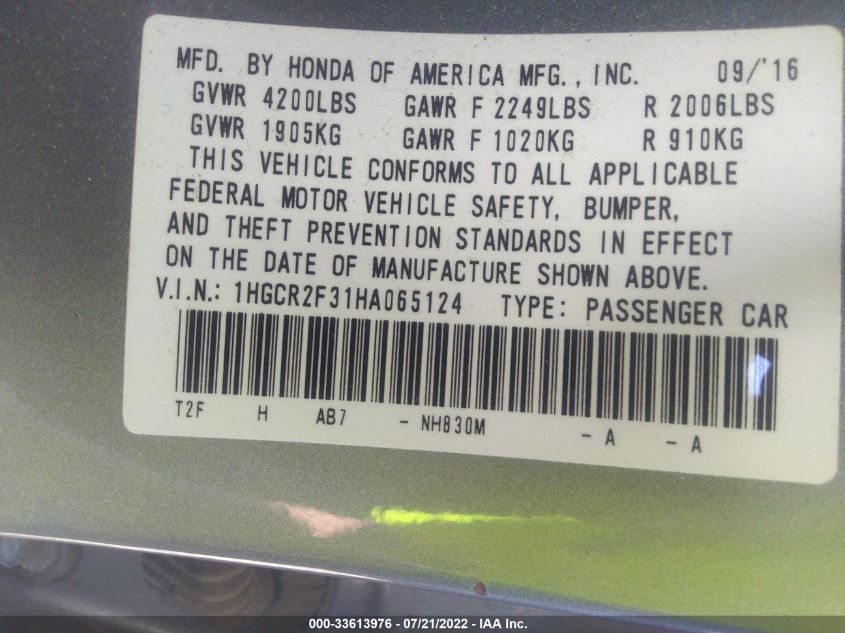 MFD. BY HONDA OF AMERICA MFG., INC. 09/'16
GVWR 4200LBS GAWR F 2249LBS R 2006LBS
GVWR 1905KG GAWR F 1020KG R 910KG
THIS VEHICLE CONFORMS TO ALL APPLICABLE
FEDERAL MOTOR VEHICLE SAFETY, BUMPER,
AND THEFT PREVENTION STANDARDS IN EFFECT
ON THE DATE OF MANUFACTURE SHOWN ABOVE.
V.I.N.: 1HGCR2F31HA065124 TYPE: PASSENGER CAR
T2F H AB7 - NH830M - A - A
000-33613976 - 07/21/2022 - IAA Inc.